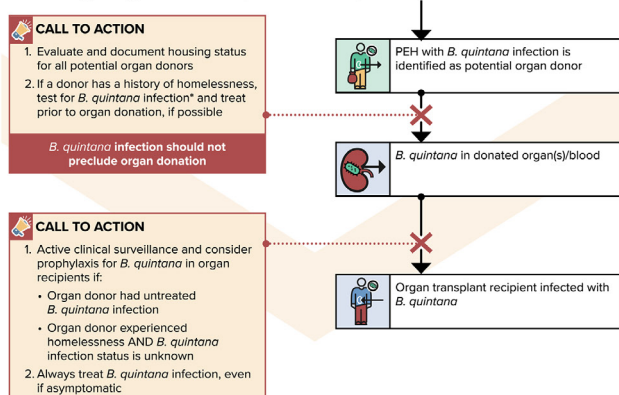 CALL TO ACTION
1. Evaluate and document housing status
for all potential organ donors
2. If a donor has a history of homelessness,
test for B. quintana infection* and treat
prior to organ donation, if possible
B. quintana infection should not
preclude organ donation
PEH with B. quintana infection is
identified as potential organ donor
B. quintana in donated organ(s)/blood
CALL TO ACTION
1. Active clinical surveillance and consider
prophylaxis for B. quintana in organ
recipients if:
• Organ donor had untreated
B. quintana infection
• Organ donor experienced
homelessness AND B. quintana
infection status is unknown
2. Always treat B. quintana infection, even
if asymptomatic
Organ transplant recipient infected with
B. quintana